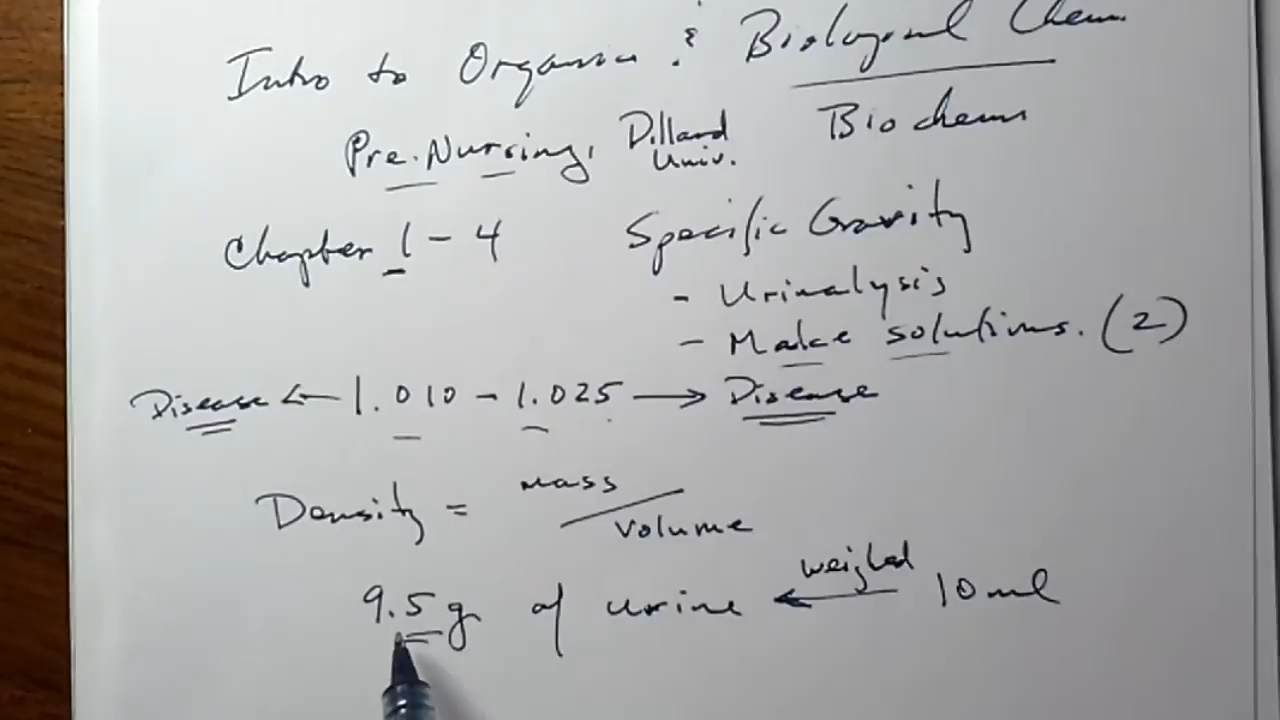 Intro to Organic & Biological Chem.
Pre-Nursing, Dillard Univ. Biochem
Chapter 1-4 Specific Gravity
- Urinalysis
- Make solutions. (2)
Disease ← 1.010 - 1.025 → Disease
Density = mass / volume
9.5 g of urine ← weighed 10 ml